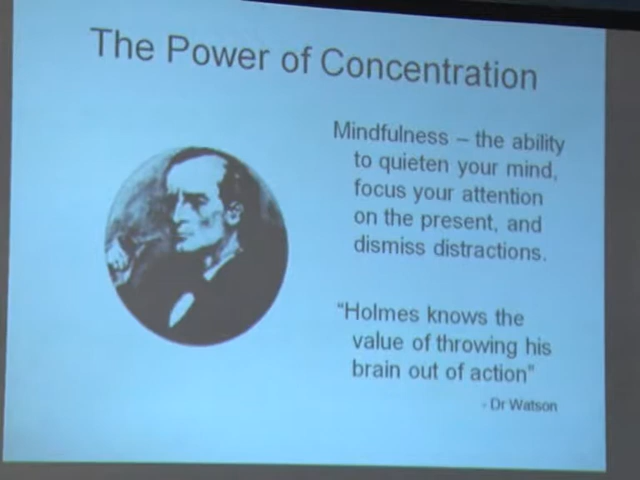 The Power of Concentration
Mindfulness – the ability
to quieten your mind,
focus your attention
on the present, and
dismiss distractions.
“Holmes knows the
value of throwing his
brain out of action”
- Dr Watson